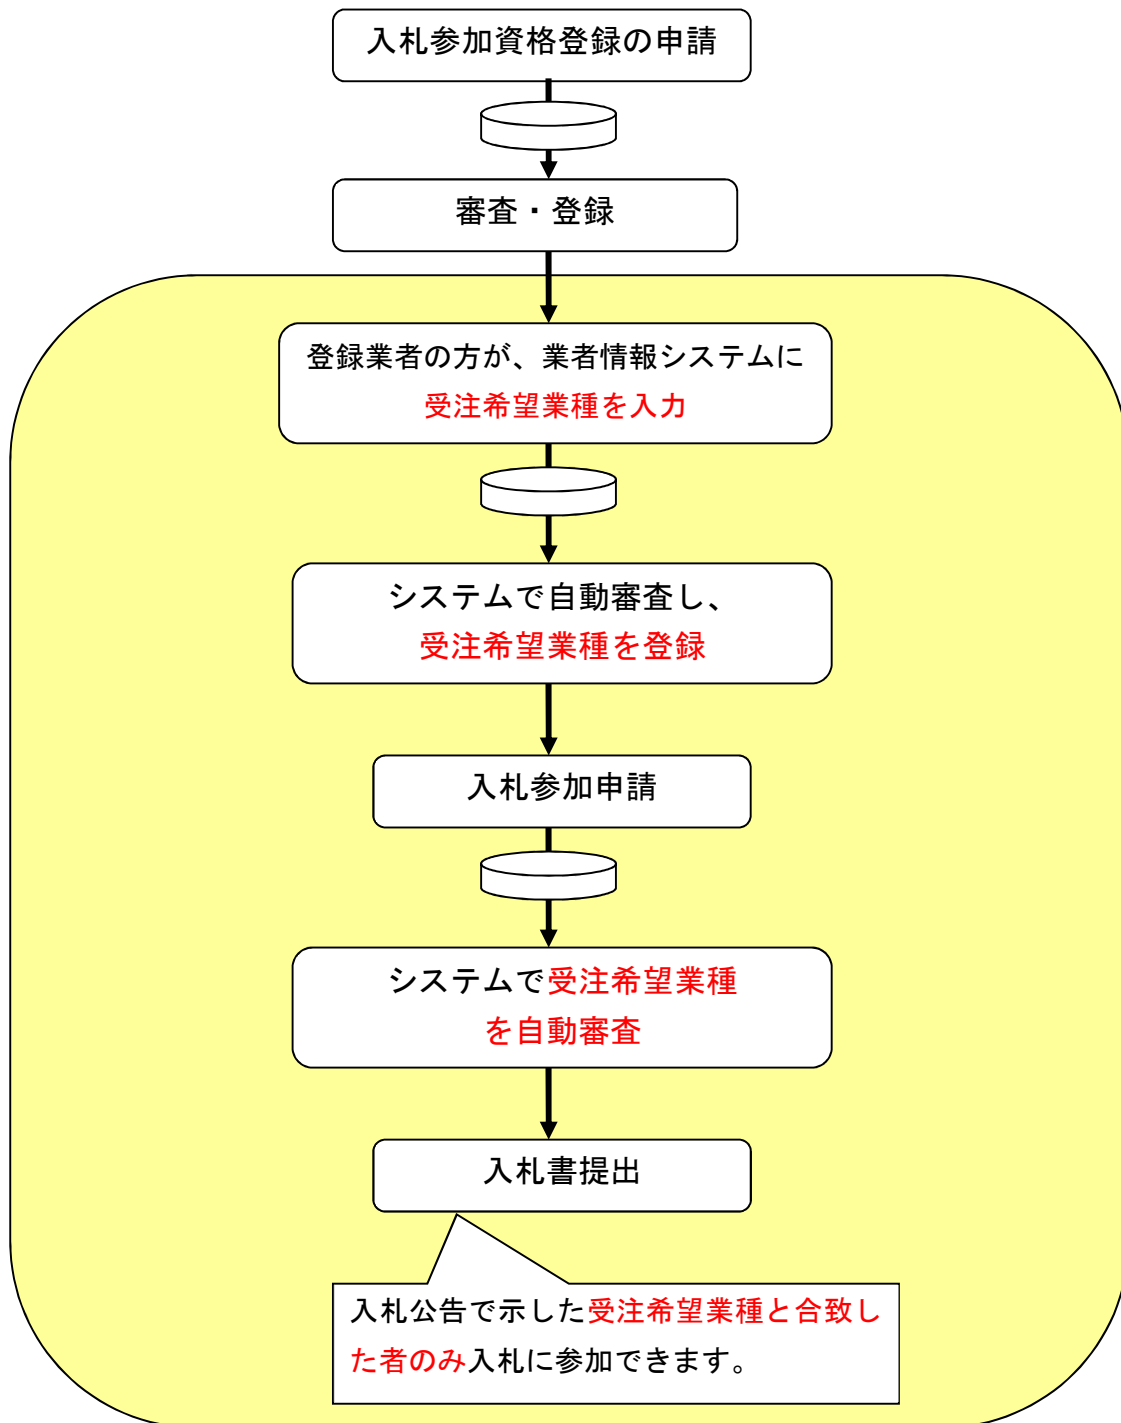 入札参加資格登録の申請
審査・登録
登録業者の方が、業者情報システムに
受注希望業種を入力
システムで自動審査し、
受注希望業種を登録
入札参加申請
システムで受注希望業種
を自動審査
入札書提出
入札公告で示した受注希望業種と合致し
た者のみ入札に参加できます。